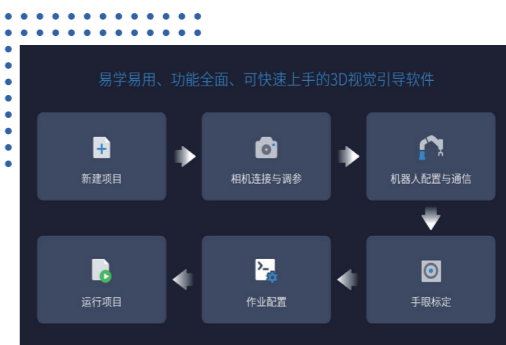 易学易用、功能全面、可快速上手的3D视觉引导软件
新建项目
相机连接与调参
机器人配置与通信
运行项目
作业配置
手眼标定